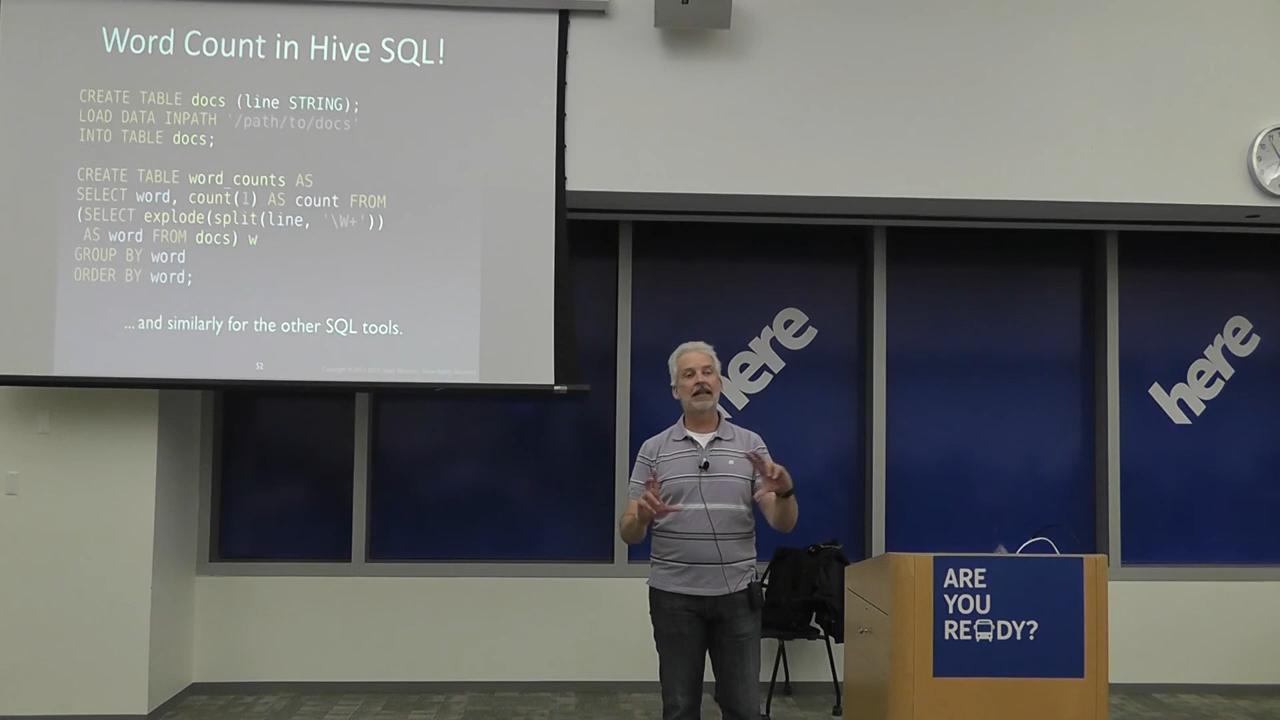 Word Count in Hive SQL!
CREATE TABLE docs (line STRING);
LOAD DATA INPATH '/path/to/docs'
INTO TABLE docs;
CREATE TABLE word_counts AS
SELECT word, count(1) AS count FROM
(SELECT explode(split(line, '\W+'))
AS word FROM docs) w
GROUP BY word
ORDER BY word;
...and similarly for the other SQL tools.
52
here
here
ARE
YOU
READY?